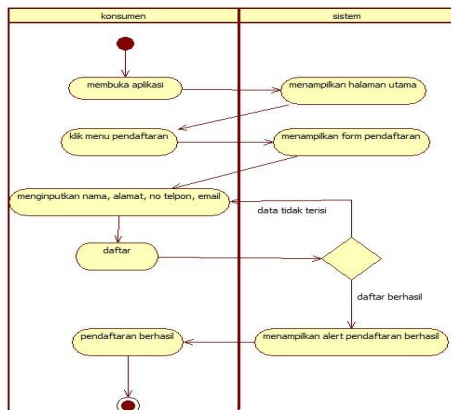 konsumen
sistem
membuka aplikasi
menampilkan halaman utama
klik menu pendaftaran
menampilkan form pendaftaran
menginputkan nama, alamat, no telpon, email
data tidak terisi
daftar
daftar berhasil
pendaftaran berhasil
menampilkan alert pendaftaran berhasil